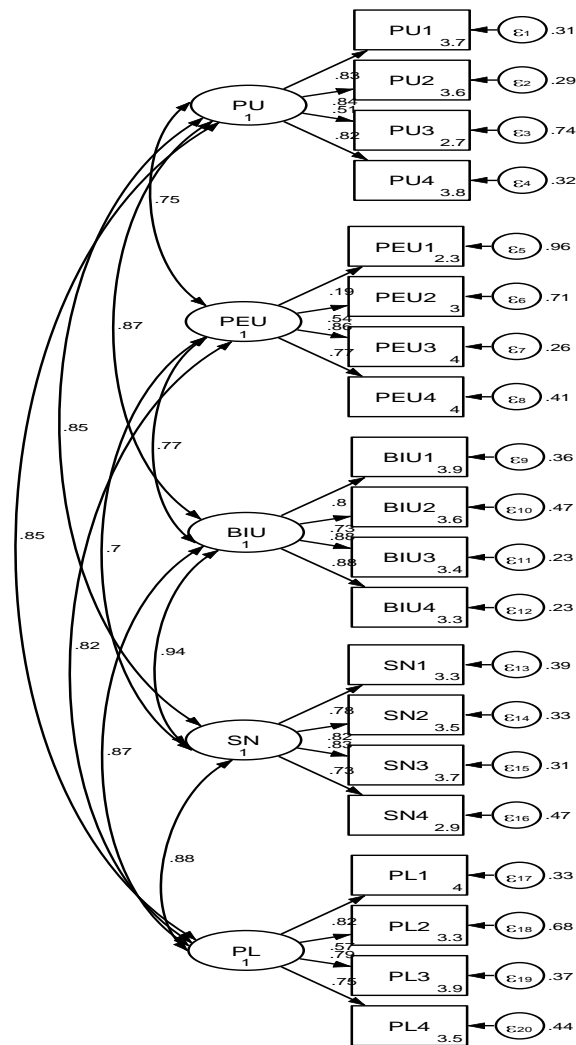 PU1 3.7 ε1 .31
.83
PU2 3.6 ε2 .29
PU 1
.84
.51
PU3 2.7 ε3 .74
.82
PU4 3.8 ε4 .32
.75
PEU1 2.3 ε5 .96
.19
PEU2 3 ε6 .71
PEU 1
.54
.86
.87
PEU3 4 ε7 .26
.77
PEU4 4 ε8 .41
.85
.77
BIU1 3.9 ε9 .36
.8
BIU2 3.6 ε10 .47
BIU 1
.73
.88
.85
.7
BIU3 3.4 ε11 .23
.88
BIU4 3.3 ε12 .23
.82
.94
SN1 3.3 ε13 .39
.78
SN2 3.5 ε14 .33
SN 1
.82
.83
.87
SN3 3.7 ε15 .31
.73
SN4 2.9 ε16 .47
.88
PL1 4 ε17 .33
.82
PL2 3.3 ε18 .68
PL 1
.57
.79
PL3 3.9 ε19 .37
.75
PL4 3.5 ε20 .44